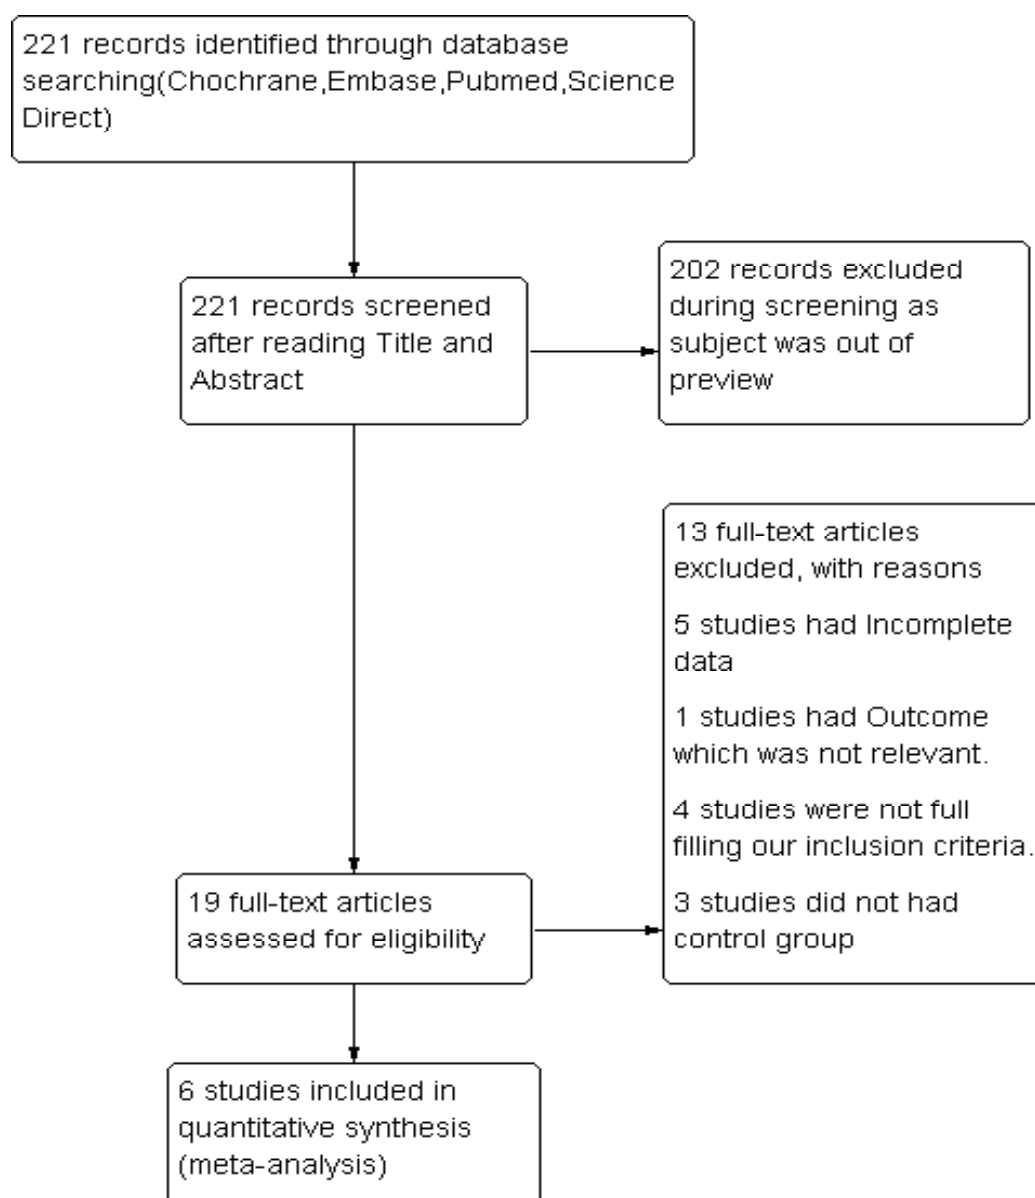 221 records identified through database
searching(Chochrane,Embase,Pubmed,Science
Direct)
221 records screened
after reading Title and
Abstract
202 records excluded
during screening as
subject was out of
preview
13 full-text articles
excluded, with reasons
5 studies had Incomplete
data
1 studies had Outcome
which was not relevant.
4 studies were not full
filling our inclusion criteria.
3 studies did not had
control group
19 full-text articles
assessed for eligibility
6 studies included in
quantitative synthesis
(meta-analysis)